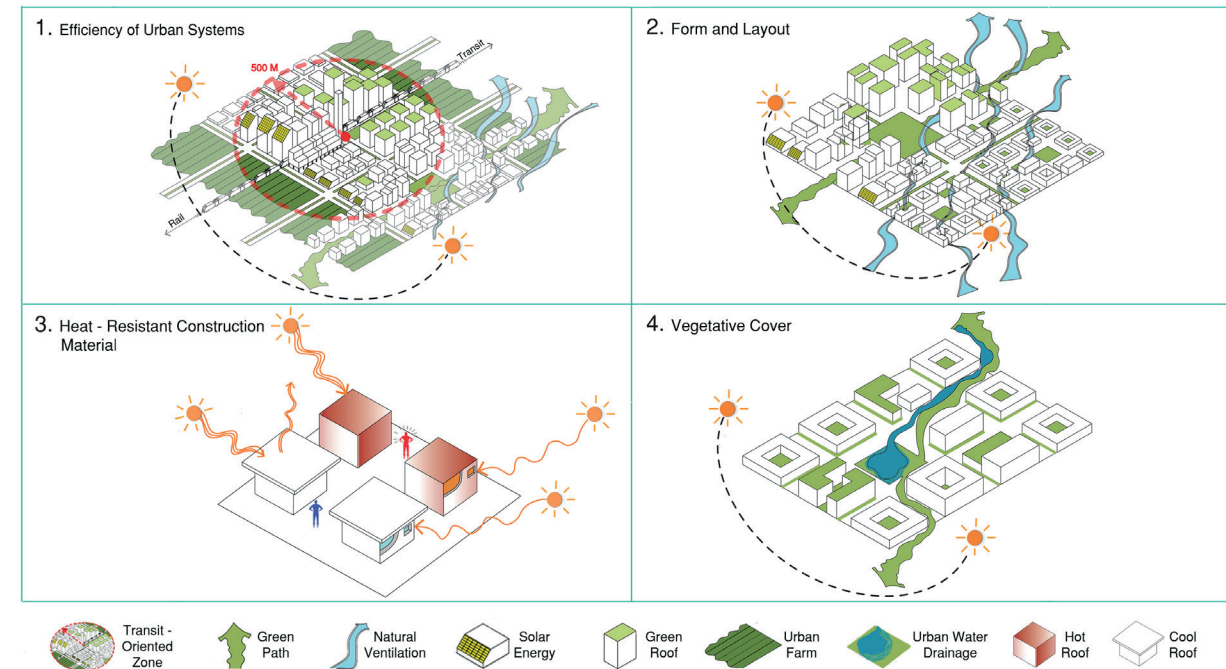 1. Efficiency of Urban Systems
500 M
Transit
Rail
2. Form and Layout
3. Heat - Resistant Construction
Material
4. Vegetative Cover
Transit -
Oriented
Zone
Green
Path
Natural
Ventilation
Solar
Energy
Green
Roof
Urban
Farm
Urban Water
Drainage
Hot
Roof
Cool
Roof